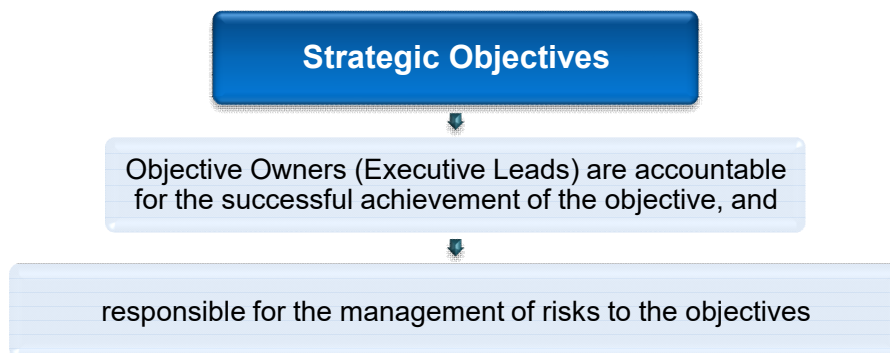 Strategic Objectives
Objective Owners (Executive Leads) are accountable
for the successful achievement of the objective, and
responsible for the management of risks to the objectives